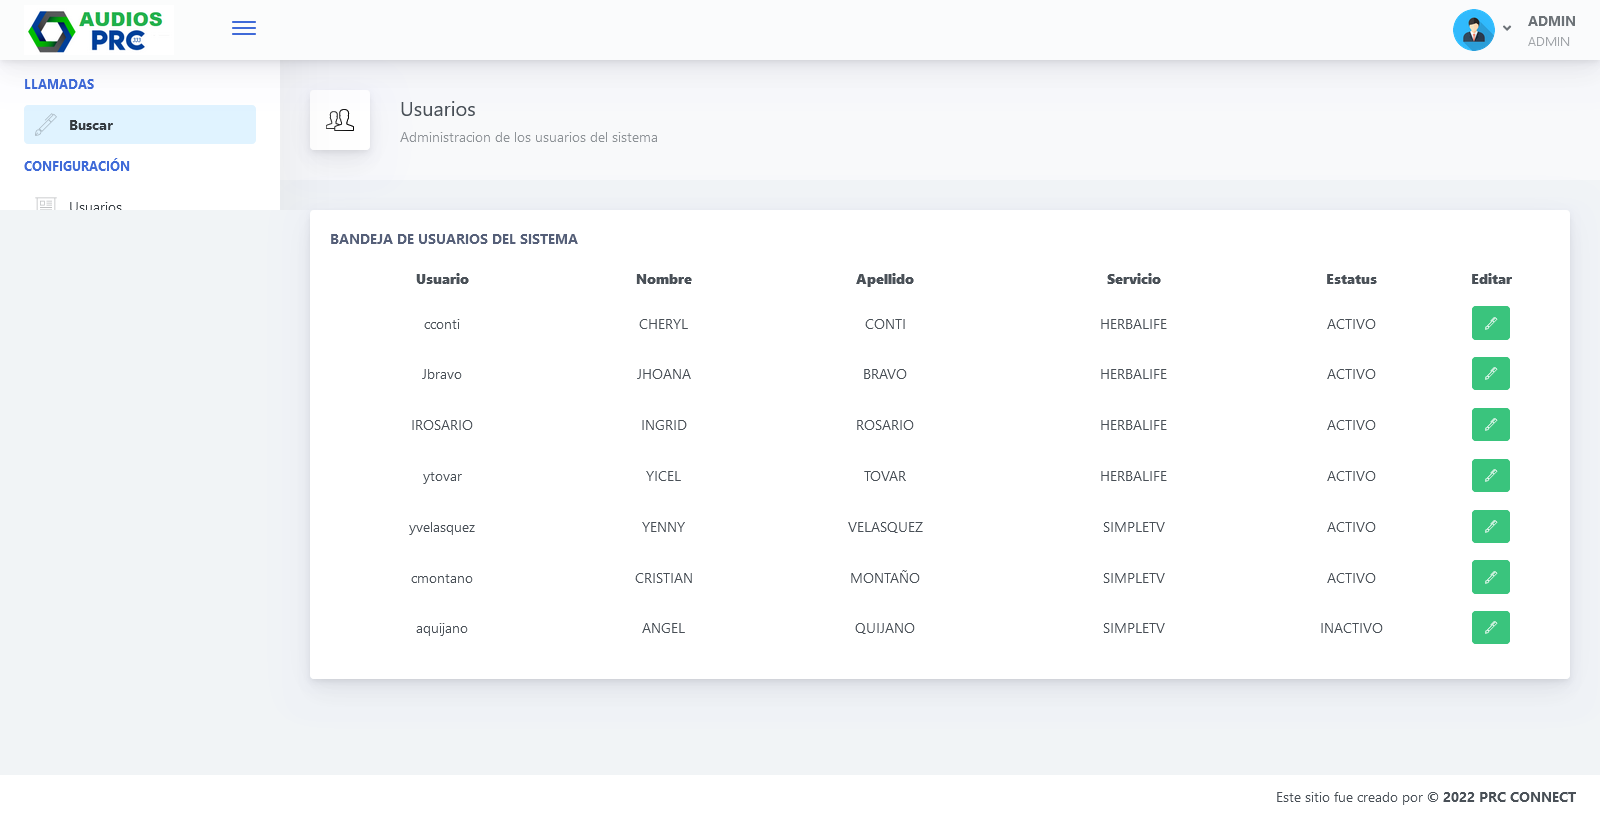 AUDIOS
PRC
ADMIN
ADMIN
LLAMADAS
Buscar
CONFIGURACIÓN
Usuarios
Usuarios
Administracion de los usuarios del sistema
BANDEJA DE USUARIOS DEL SISTEMA
Usuario Nombre Apellido Servicio Estatus Editar
cconti CHERYL CONTI HERBALIFE ACTIVO
Jbravo JHOANA BRAVO HERBALIFE ACTIVO
IROSARIO INGRID ROSARIO HERBALIFE ACTIVO
ytovar YICEL TOVAR HERBALIFE ACTIVO
yvelasquez YENNY VELASQUEZ SIMPLETV ACTIVO
cmontano CRISTIAN MONTAÑO SIMPLETV ACTIVO
aquijano ANGEL QUIJANO SIMPLETV INACTIVO
Este sitio fue creado por © 2022 PRC CONNECT